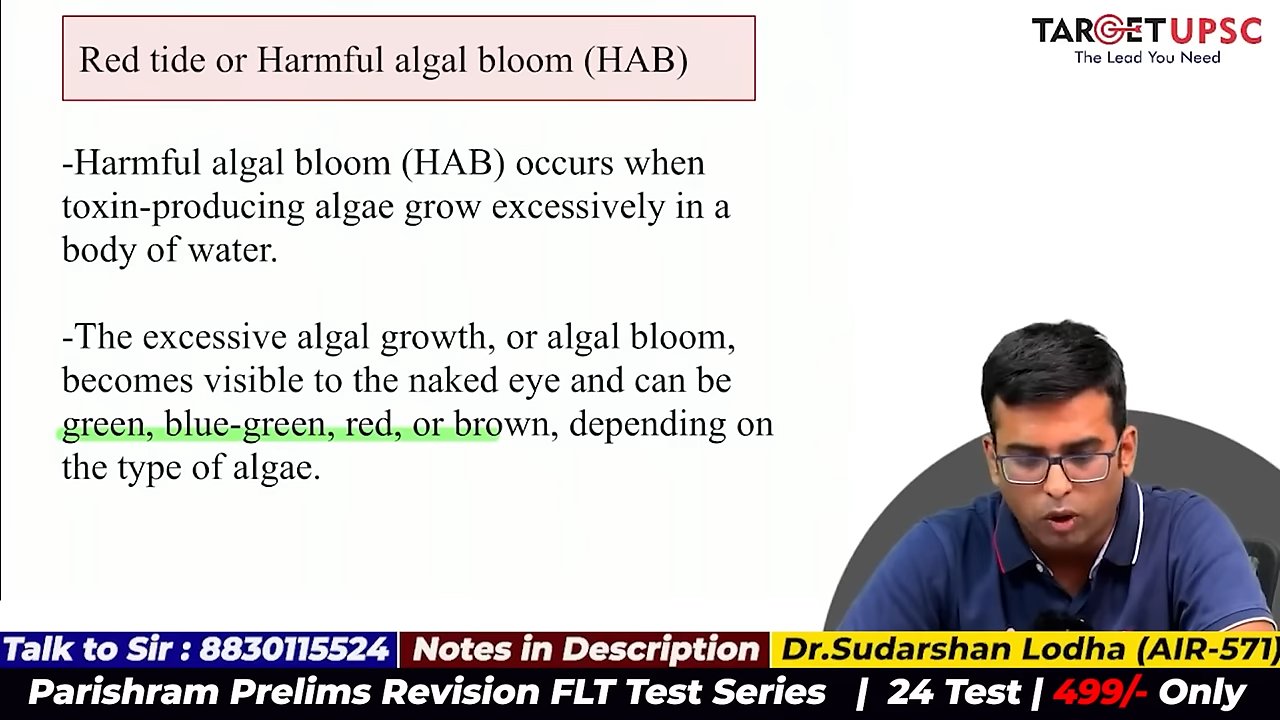 Red tide or Harmful algal bloom (HAB)
TARGET UPSC
The Lead You Need
-Harmful algal bloom (HAB) occurs when
toxin-producing algae grow excessively in a
body of water.
-The excessive algal growth, or algal bloom,
becomes visible to the naked eye and can be
green, blue-green, red, or brown, depending on
the type of algae.
Talk to Sir : 8830115524
Notes in Description
Dr.Sudarshan Lodha (AIR-571)
Parishram Prelims Revision FLT Test Series | 24 Test | 499/- Only